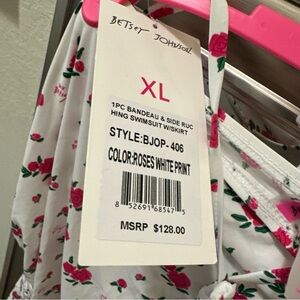 BETSEY JOHNSON
XL
1PC BANDEAU & SIDE RUC
HING SWIMSUIT W/SKIRT
STYLE:BJOP- 406
COLOR:ROSES WHITE PRINT
8 52691 68547 5
MSRP $128.00